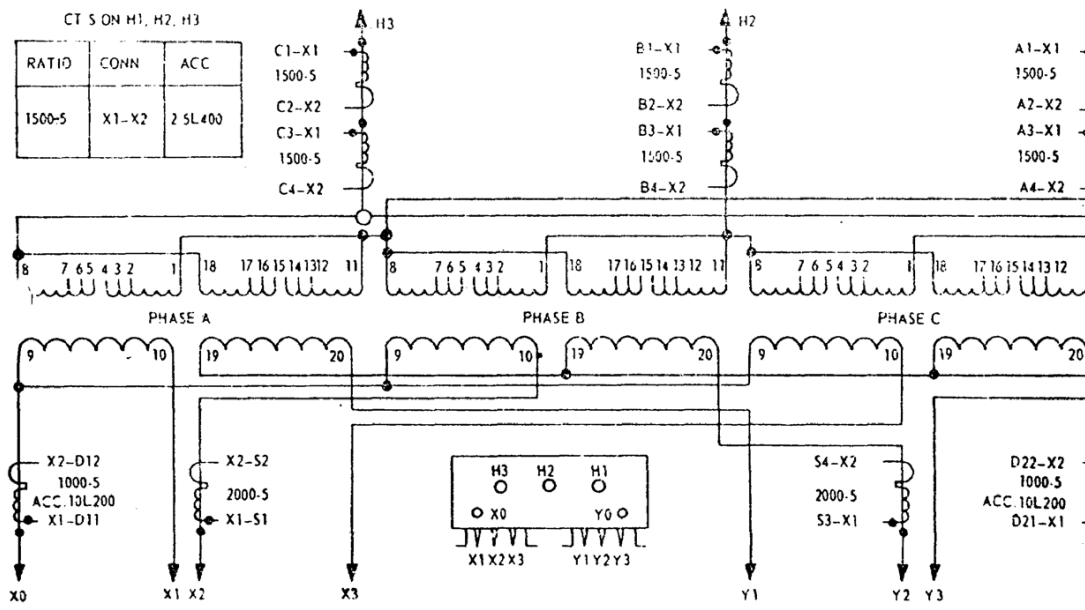 CT S ON H1, H2, H3
RATIO CONN ACC
1500-5 X1-X2 2 5L400
H3
C1-X1
1500-5
C2-X2
C3-X1
1500-5
C4-X2
H2
B1-X1
1500-5
B2-X2
B3-X1
1500-5
B4-X2
A1-X1
1500-5
A2-X2
A3-X1
1500-5
A4-X2
8 7 6 5 4 3 2 1 18 17 16 15 14 13 12 11
8 7 6 5 4 3 2 1 18 17 16 15 14 13 12 11
8 7 6 5 4 3 2 1 18 17 16 15 14 13 12
PHASE A PHASE B PHASE C
9 10 19 20 9 10 19 20 9 10 19 20
X2-D12
1000-5
ACC.10L200
X1-D11
X2-S2
2000-5
X1-S1
H3 H2 H1
X0 Y0
X1 X2 X3 Y1 Y2 Y3
S4-X2
2000-5
S3-X1
D22-X2
1000-5
ACC.10L200
D21-X1
X0 X1 X2 X3 Y1 Y2 Y3